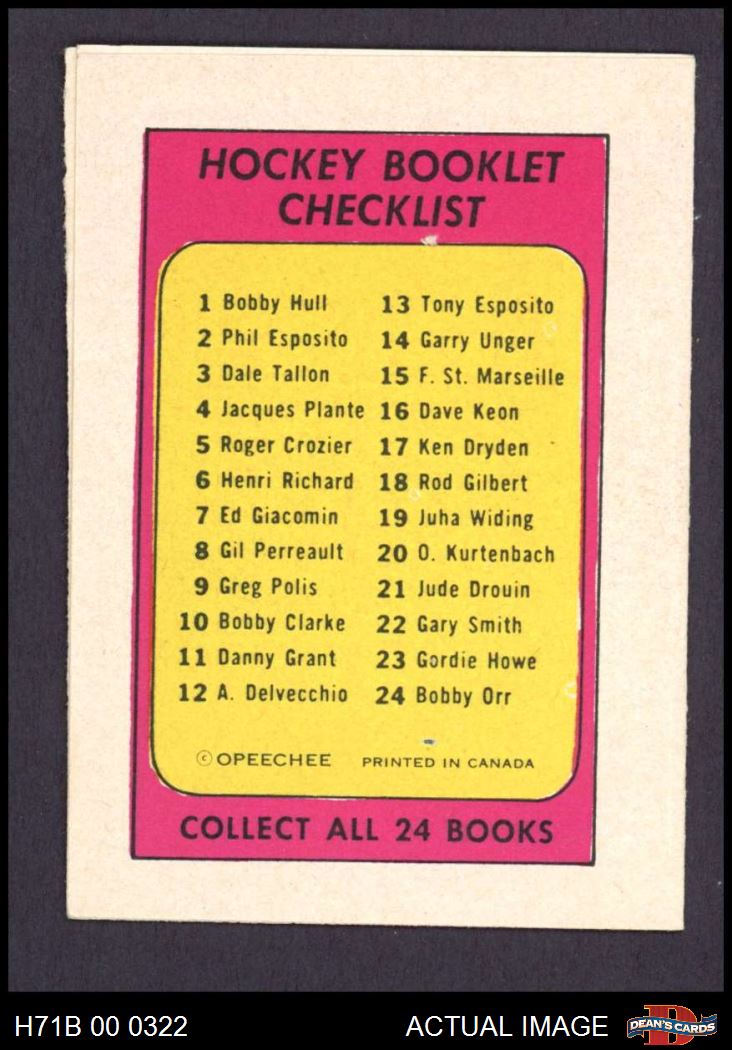 HOCKEY BOOKLET
CHECKLIST
1 Bobby Hull
2 Phil Esposito
3 Dale Tallon
4 Jacques Plante
5 Roger Crozier
6 Henri Richard
7 Ed Giacomin
8 Gil Perreault
9 Greg Polis
10 Bobby Clarke
11 Danny Grant
12 A. Delvecchio
13 Tony Esposito
14 Garry Unger
15 F. St. Marseille
16 Dave Keon
17 Ken Dryden
18 Rod Gilbert
19 Juha Widing
20 O. Kurtenbach
21 Jude Drouin
22 Gary Smith
23 Gordie Howe
24 Bobby Orr
© OPEECHEE PRINTED IN CANADA
COLLECT ALL 24 BOOKS
H71B 00 0322 ACTUAL IMAGE
D
DEAN'S CARDS